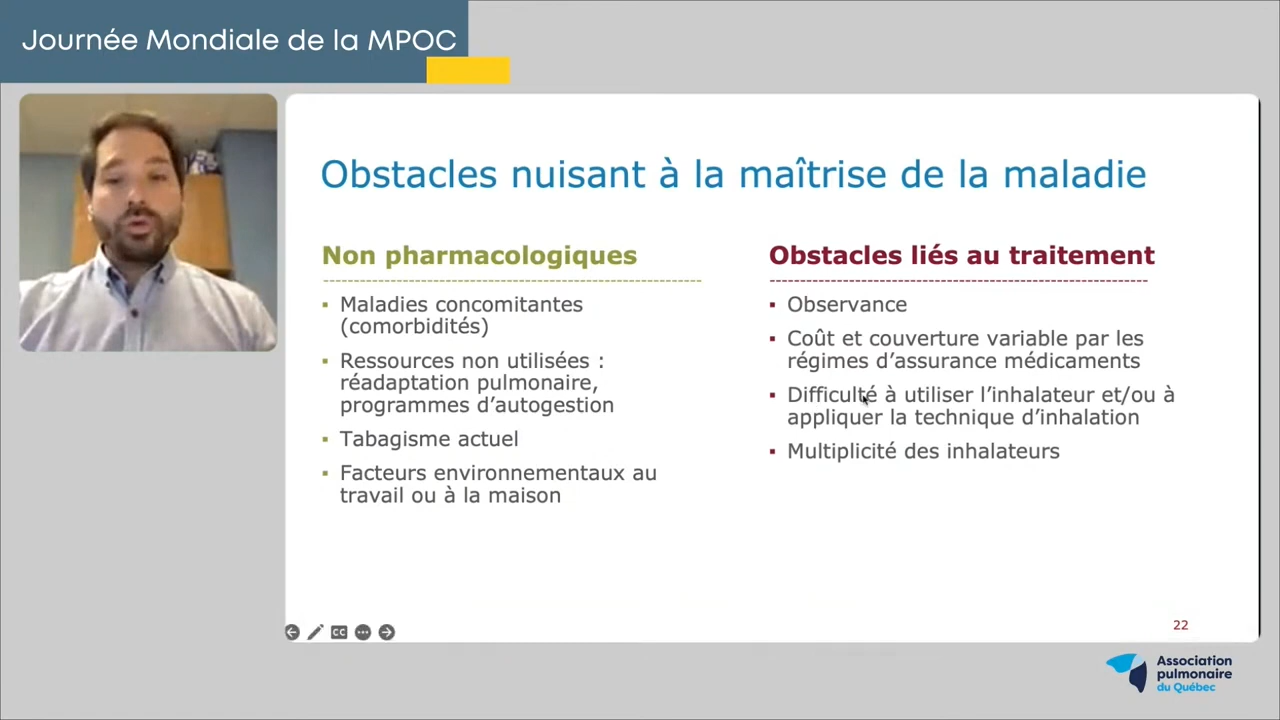 Journée Mondiale de la MPOC
Obstacles nuisant à la maîtrise de la maladie
Non pharmacologiques
Maladies concomitantes
(comorbidités)
Ressources non utilisées :
réadaptation pulmonaire,
programmes d’autogestion
Tabagisme actuel
Facteurs environnementaux au
travail ou à la maison
Obstacles liés au traitement
Observance
Coût et couverture variable par les
régimes d’assurance médicaments
Difficulté à utiliser l’inhalateur et/ou à
appliquer la technique d’inhalation
Multiplicité des inhalateurs
CC
22
Association
pulmonaire
du Québec